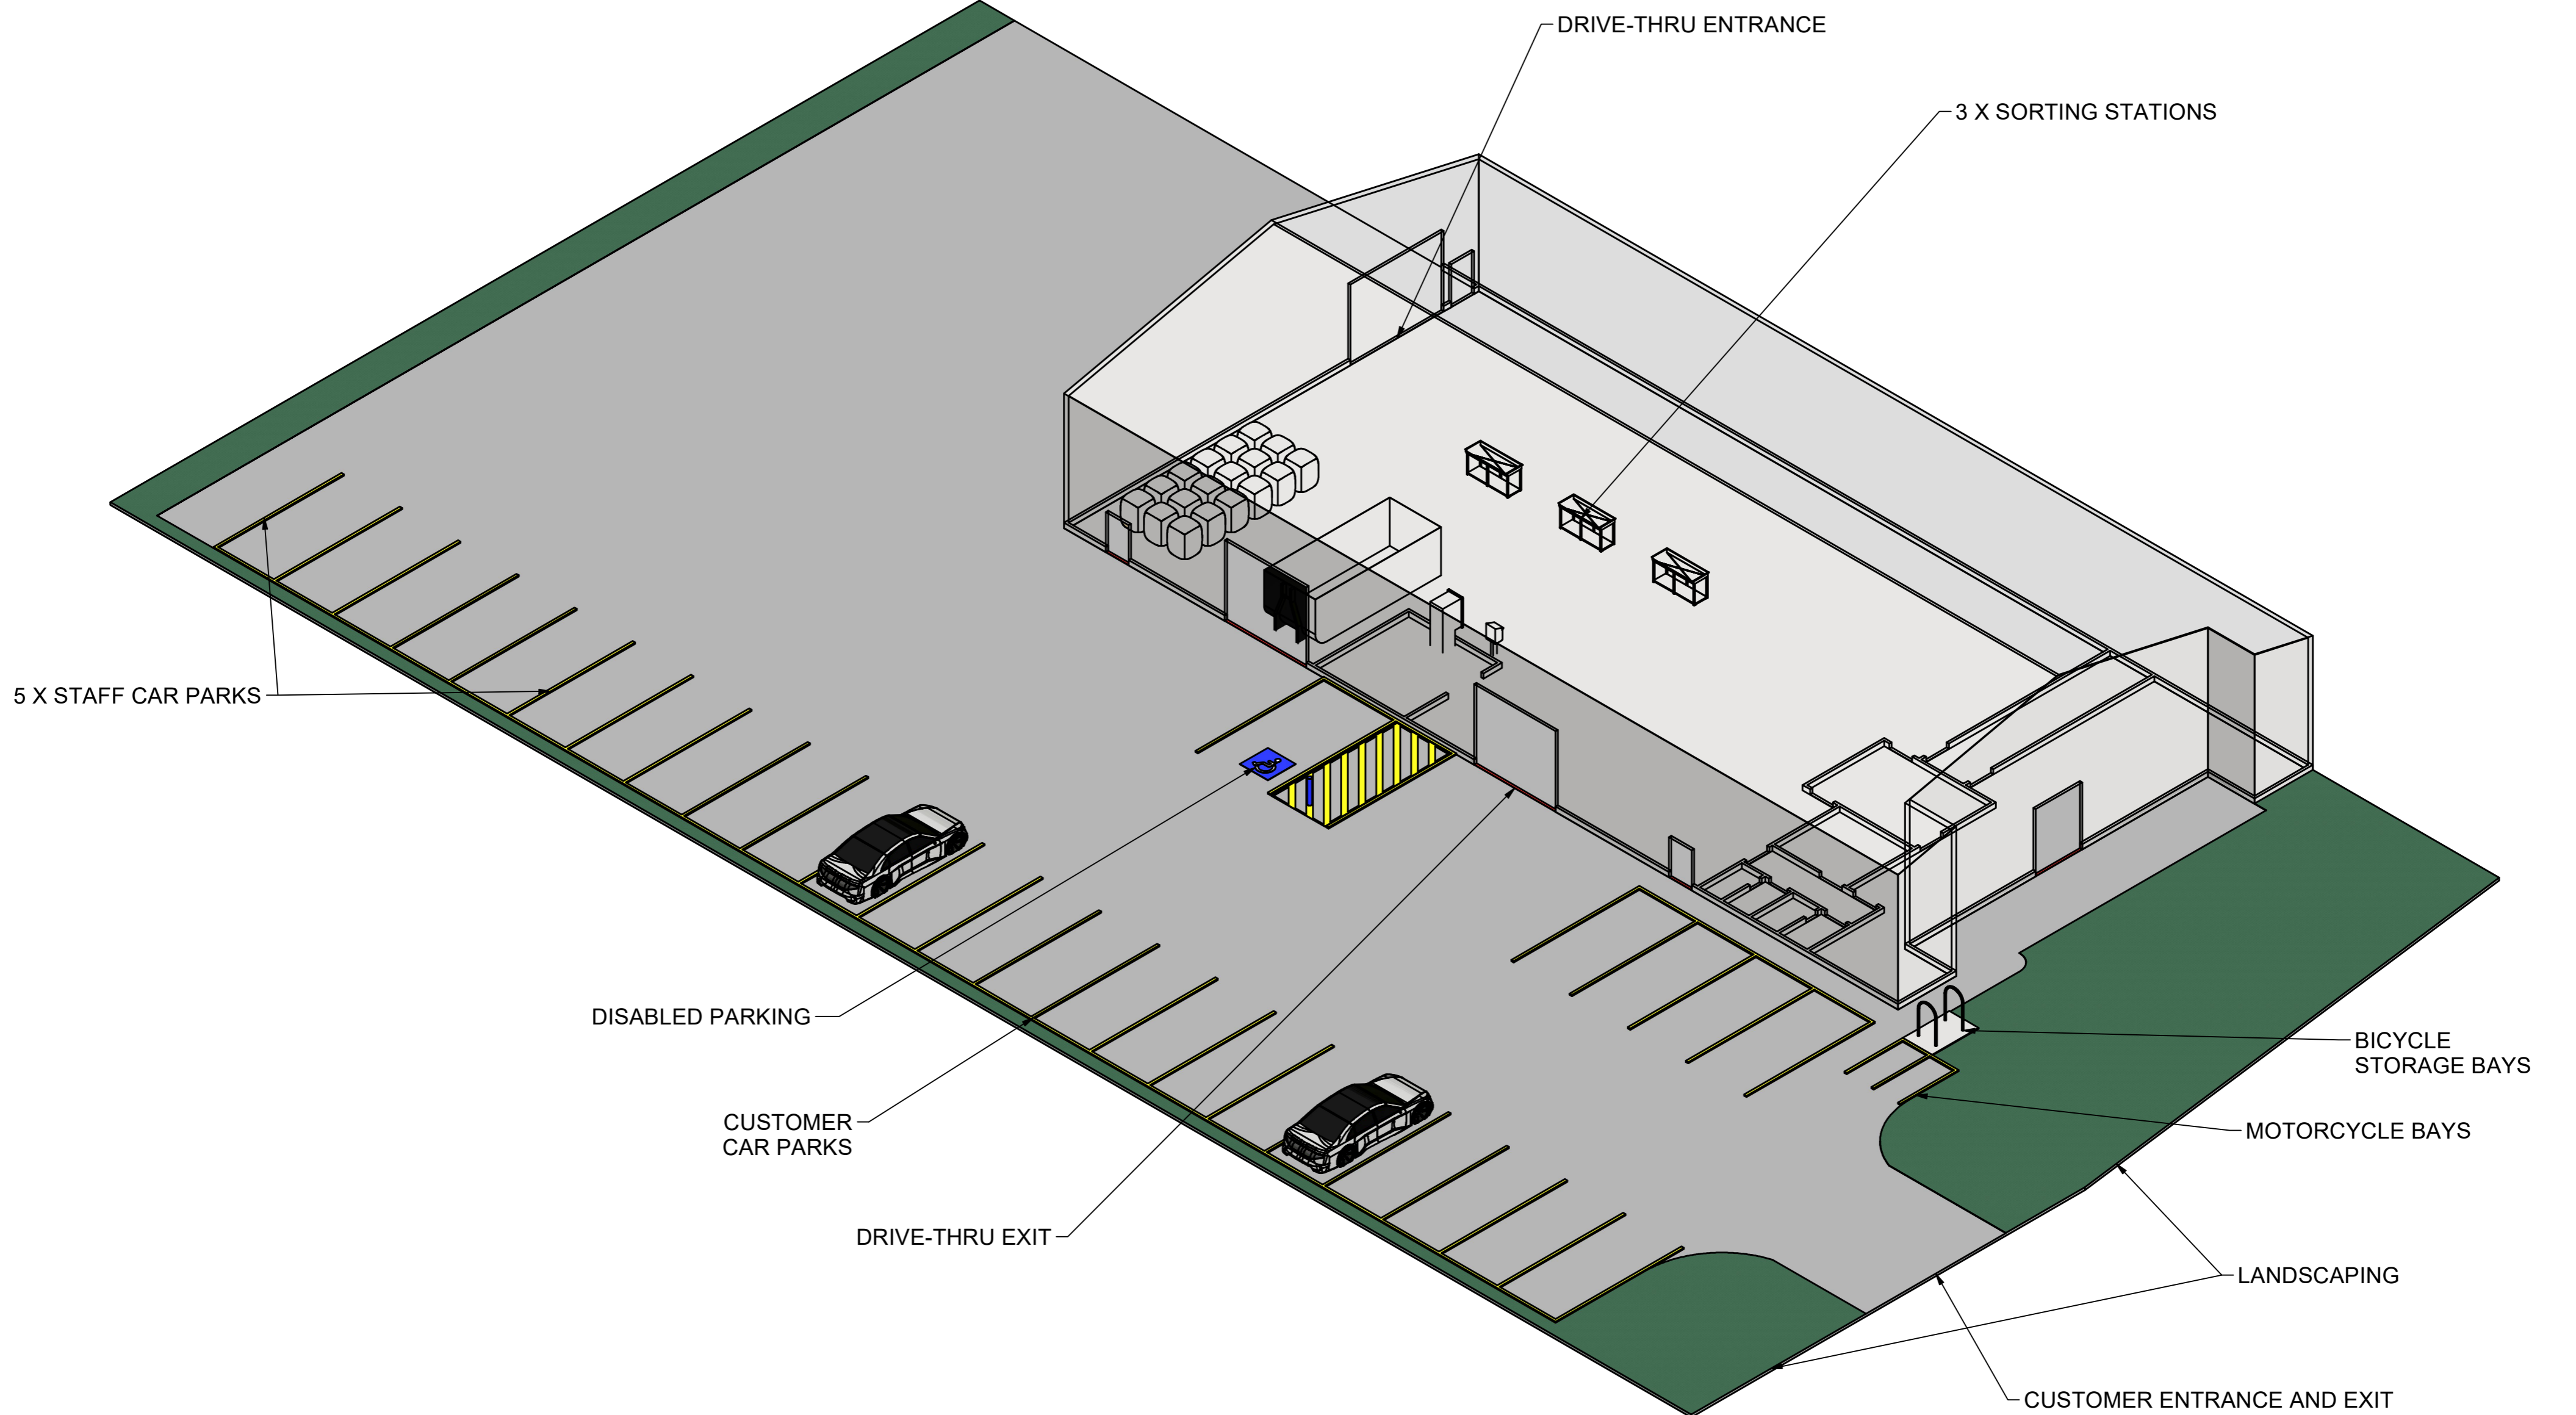 DRIVE-THRU ENTRANCE
3 X SORTING STATIONS
5 X STAFF CAR PARKS
DISABLED PARKING
CUSTOMER
CAR PARKS
DRIVE-THRU EXIT
BICYCLE
STORAGE BAYS
MOTORCYCLE BAYS
LANDSCAPING
CUSTOMER ENTRANCE AND EXIT